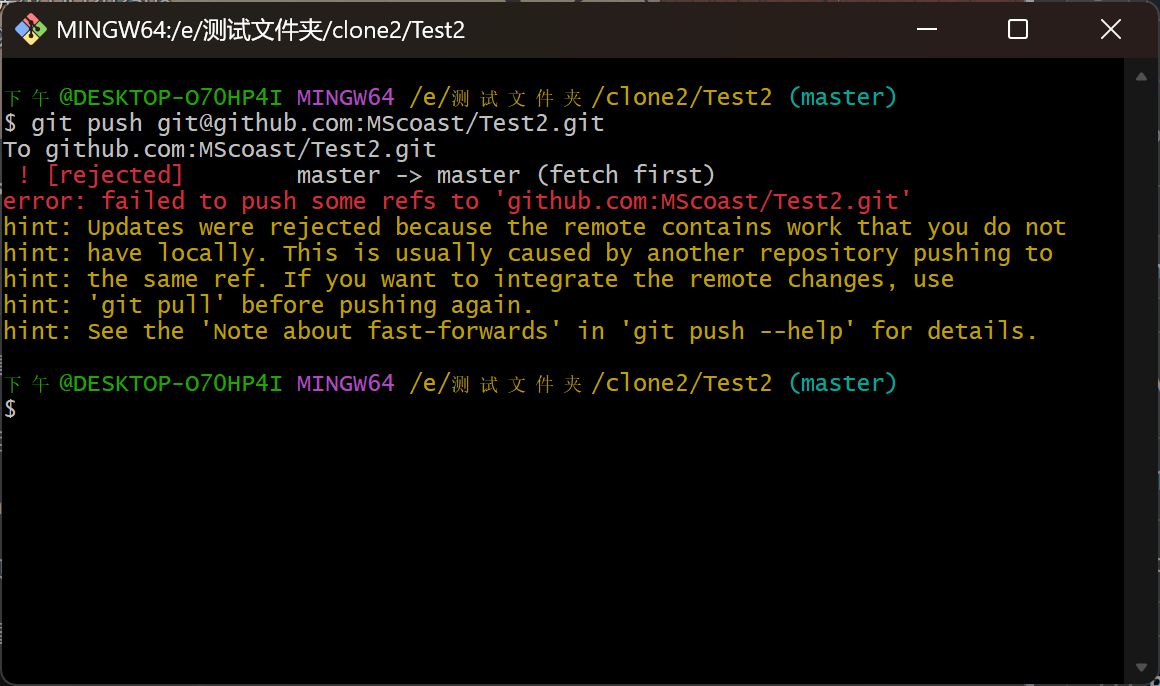 MINGW64:/e/测试文件夹/clone2/Test2
下午@DESKTOP-O7OHP4I MINGW64 /e/测试文件夹/clone2/Test2 (master)
$ git push git@github.com:MScoast/Test2.git
To github.com:MScoast/Test2.git
 ! [rejected]        master -> master (fetch first)
error: failed to push some refs to 'github.com:MScoast/Test2.git'
hint: Updates were rejected because the remote contains work that you do not
hint: have locally. This is usually caused by another repository pushing to
hint: the same ref. If you want to integrate the remote changes, use
hint: 'git pull' before pushing again.
hint: See the 'Note about fast-forwards' in 'git push --help' for details.
下午@DESKTOP-O7OHP4I MINGW64 /e/测试文件夹/clone2/Test2 (master)
$